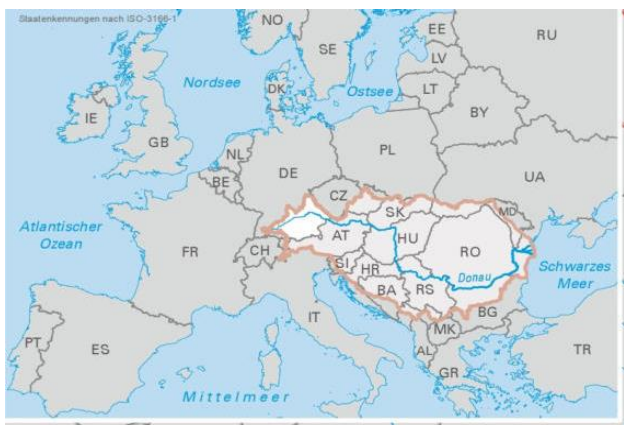 Staatenkennungen nach ISO-3166-1
NO
SE
EE
RU
LV
Nordsee
DK
Ostsee
LT
IE
BY
GB
NL
PL
DE
BE
UA
CZ
SK
MD
Atlantischer
Ozean
FR
CH
AT
HU
RO
SI
HR
Donau
Schwarzes
Meer
BA
RS
BG
IT
MK
PT
ES
AL
TR
GR
Mittelmeer